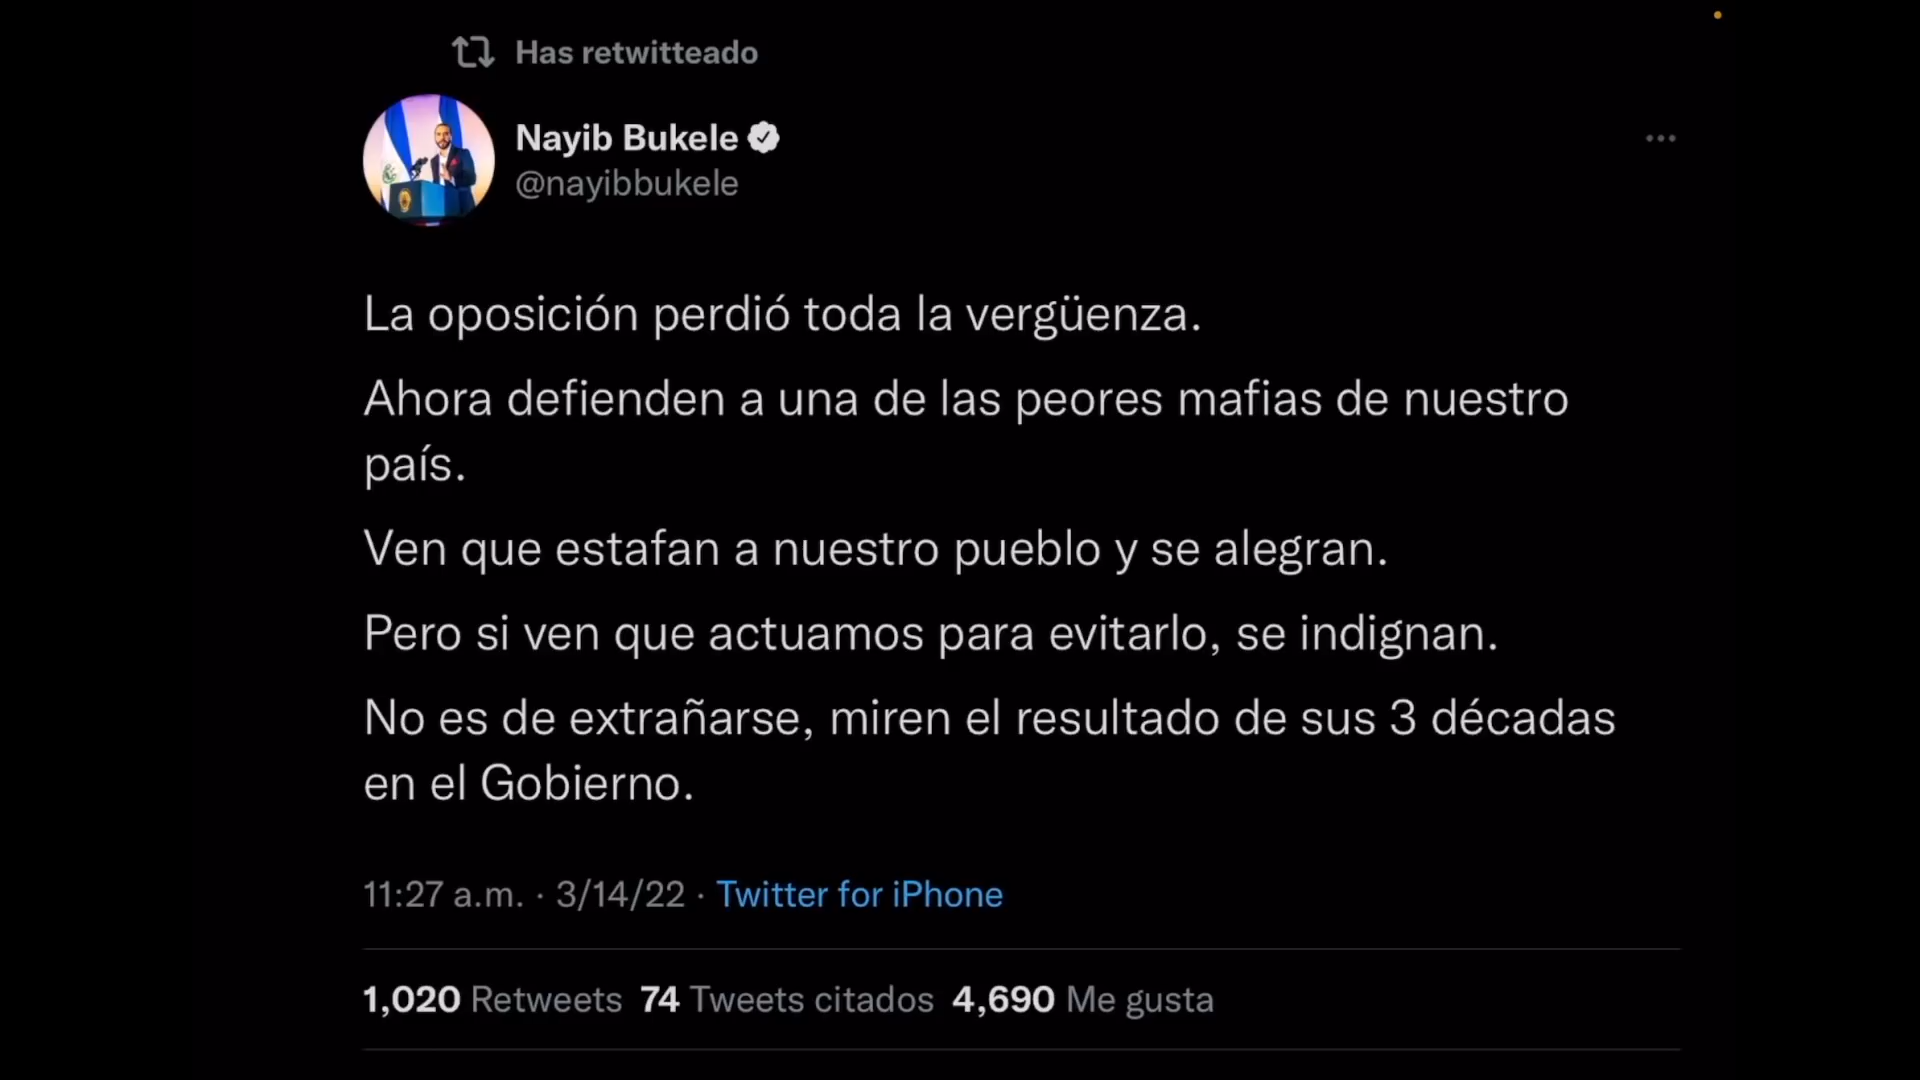 Has retwitteado
Nayib Bukele
@nayibbukele
La oposición perdió toda la vergüenza.
Ahora defienden a una de las peores mafias de nuestro
país.
Ven que estafan a nuestro pueblo y se alegran.
Pero si ven que actuamos para evitarlo, se indignan.
No es de extrañarse, miren el resultado de sus 3 décadas
en el Gobierno.
11:27 a.m. · 3/14/22 · Twitter for iPhone
1,020 Retweets 74 Tweets citados 4,690 Me gusta